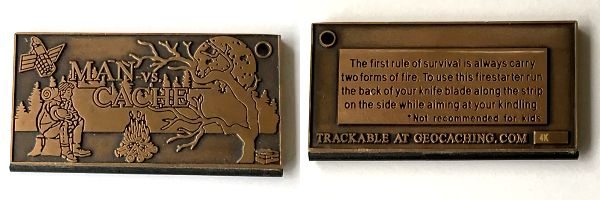 MAN vs.
CACHE
The first rule of survival is always carry
two forms of fire. To use this firestarter run
the back of your knife blade along the strip
on the side while aiming at your kindling
*Not recommended for kids
TRACKABLE AT GEOCACHING.COM 4K